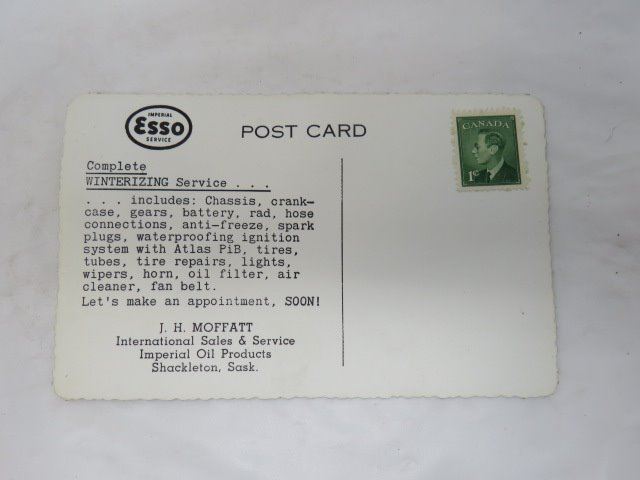 IMPERIAL
Esso
SERVICE
POST CARD
CANADA
1c
Complete
WINTERIZING Service . . .
. . . includes: Chassis, crank-
case, gears, battery, rad, hose
connections, anti-freeze, spark
plugs, waterproofing ignition
system with Atlas PiB, tires,
tubes, tire repairs, lights,
wipers, horn, oil filter, air
cleaner, fan belt.
Let's make an appointment, SOON!
J. H. MOFFATT
International Sales & Service
Imperial Oil Products
Shackleton, Sask.